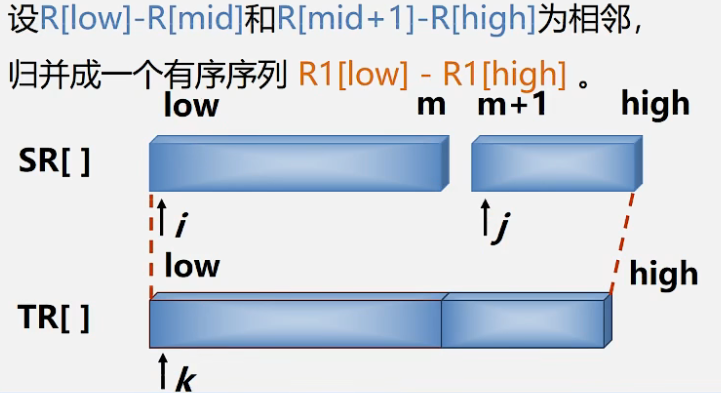 设R[low]-R[mid]和R[mid+1]-R[high]为相邻,
归并成一个有序序列 R1[low] - R1[high] 。
low m m+1 high
SR[ ]
i j
low high
TR[ ]
k